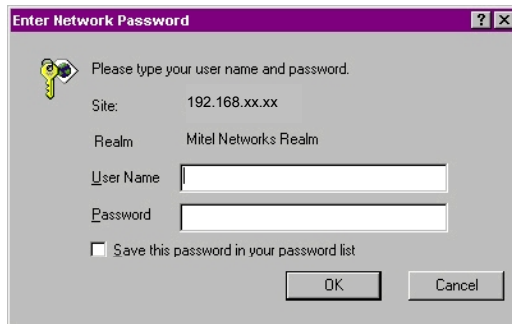 Enter Network Password
? X
Please type your user name and password.
Site: 192.168.xx.xx
Realm Mitel Networks Realm
User Name
Password
Save this password in your password list
OK Cancel